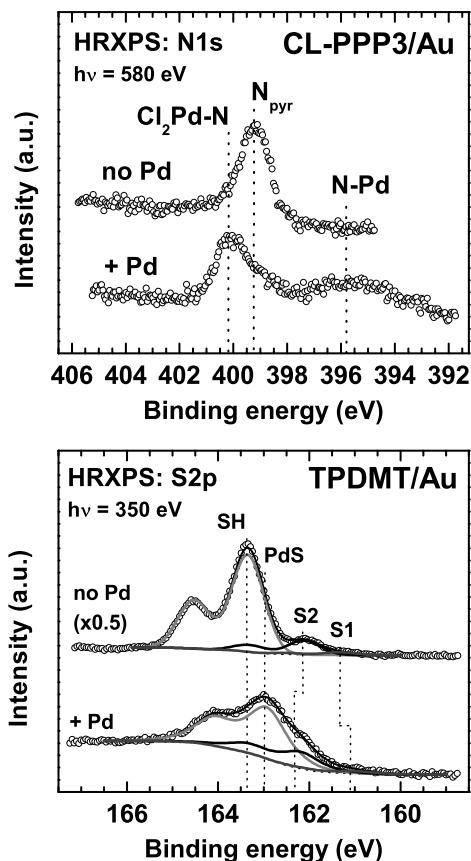 HRXPS: N1s
CL-PPP3/Au
hν = 580 eV
Cl2Pd-N
Npyr
no Pd
N-Pd
+ Pd
Intensity (a.u.)
406 404 402 400 398 396 394 392
Binding energy (eV)
HRXPS: S2p
TPDMT/Au
hν = 350 eV
SH
PdS
no Pd
(x0.5)
S2
S1
+ Pd
Intensity (a.u.)
166 164 162 160
Binding energy (eV)